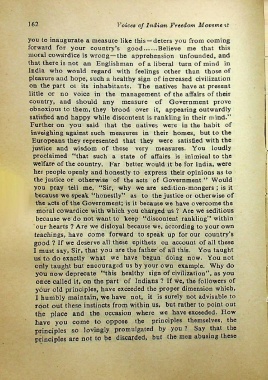 162 Voices of Indian Freedom Movement
you to inaugurate a measure like this—deters you from coming
forward for your country's good......Believe me that this
moral cowardice is wrong—the apprehension unfounded, and
that there is not an Englishman of a liberal turn of mind in
India who would regard with feelings other than those of
pleasure and hope, such a healthy sign of increased civilization
on the part of its inhabitants. The natives have at present
little or no voice in the management of the affairs of their
country, and should any measure of Government prove
obnoxious to them, they brood over it, appearing outwardly
satisfied and happy while discontent is rankling in their mind."
Further on you said that the natives were in the habit of
inveighing against such measures in their homes, but to the
Europeans they represented that they were satisfied with the
justice and wisdom of these very measures. You loudly
proclaimed "that such a state of affairs is inimical to the
welfare of the country. Far better would it be for India, were
her people openly and honestly to express their opinions as to
the justice or otherwise of the acts of Government." Would
you pray tell me, "Sir, why we are sedition-mongers; is it
because we speak "honestly" as to the justice or otherwise of
the acts of the Government; is it because we have overcome the
moral cowardice with which you charged us? Are we seditious
because we do not want to keep "discontent rankling" within
our hearts? Are we disloyal because we, according to your own
teachings, have come forward to speak up for our country's
good? If we deserve all these epithets on account of all these
I must say, Sir, that you are the father of all this. You taught
us to do exactly what we have begun doing now. You not
only taught but encouraged us by your own example. Why do
you now deprecate "this healthy sign of civilization", as you
once called it, on the part of Indians? If we, the followers of
your old principles, have exceeded the proper dimension which,
I humbly maintain, we have not, it is surely not advisable to
root out these instincts from within us, but rather to point out
the place and the occasion where we have exceeded. How
have you come to oppose the principles themselves, the
principles so lovingly promulgated by you? Say that the
principles are not to be discarded, but the men abusing these